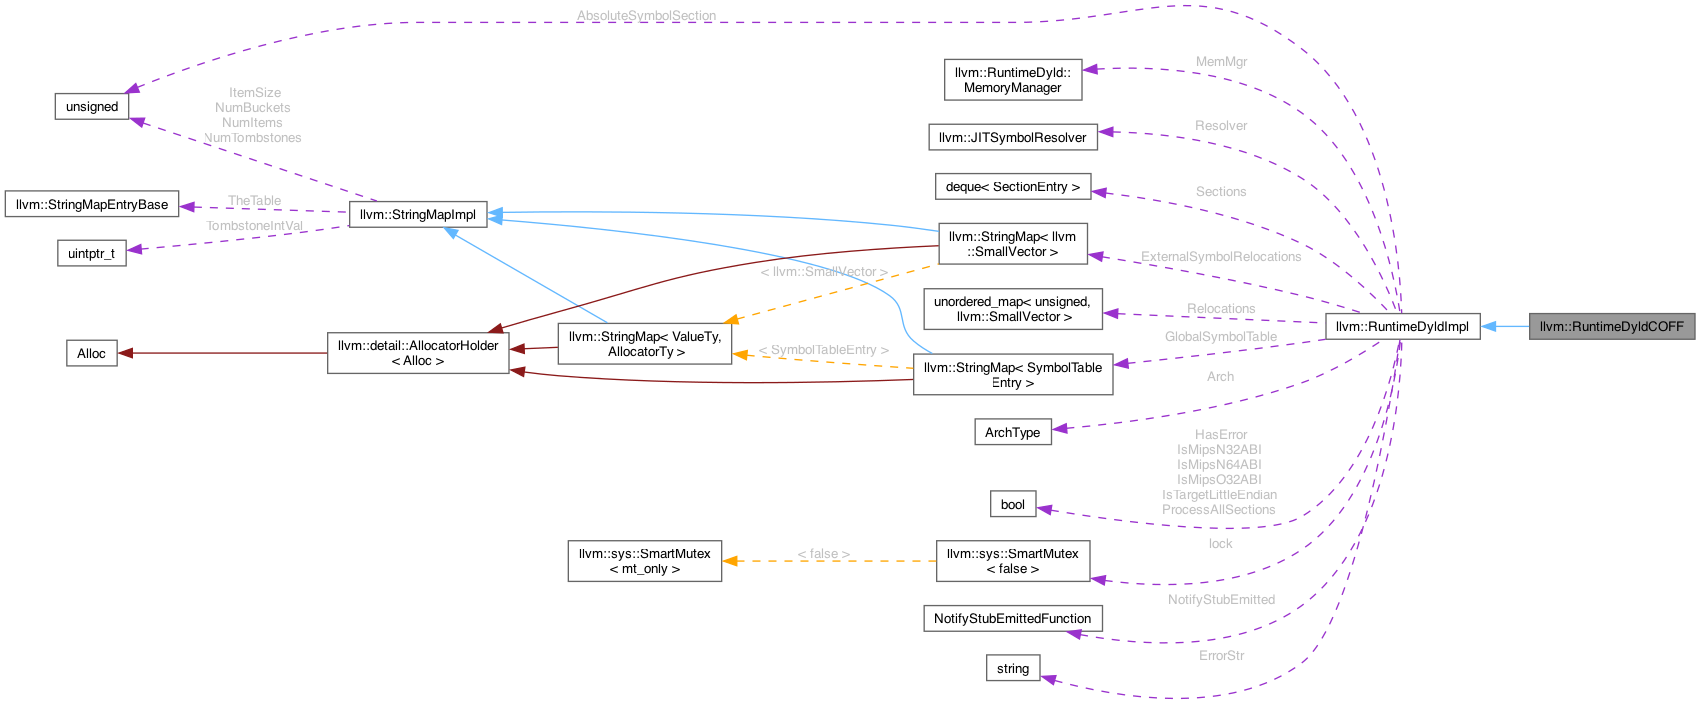 AbsoluteSymbolSection
unsigned
ItemSize
NumBuckets
NumItems
NumTombstones
llvm::StringMapEntryBase
TheTable
TombstoneIntVal
uintptr_t
llvm::StringMapImpl
Alloc
llvm::detail::AllocatorHolder
< Alloc >
llvm::StringMap< ValueTy,
AllocatorTy >
< llvm::SmallVector >
< SymbolTableEntry >
llvm::RuntimeDyld::
MemoryManager
MemMgr
llvm::JITSymbolResolver
Resolver
deque< SectionEntry >
Sections
llvm::StringMap< llvm
::SmallVector >
ExternalSymbolRelocations
unordered_map< unsigned,
llvm::SmallVector >
Relocations
llvm::StringMap< SymbolTable
Entry >
GlobalSymbolTable
ArchType
Arch
bool
HasError
IsMipsN32ABI
IsMipsN64ABI
IsMipsO32ABI
IsTargetLittleEndian
ProcessAllSections
llvm::sys::SmartMutex
< mt_only >
< false >
llvm::sys::SmartMutex
< false >
lock
NotifyStubEmittedFunction
NotifyStubEmitted
string
ErrorStr
llvm::RuntimeDyldImpl
llvm::RuntimeDyldCOFF